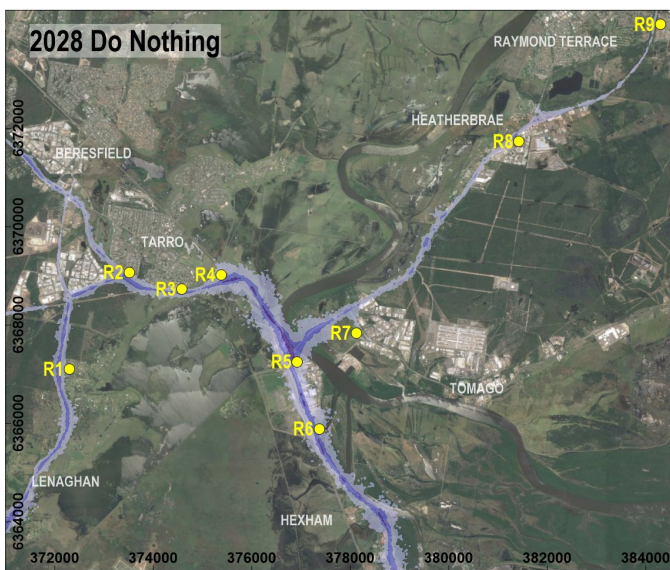 2028 Do Nothing
R9
RAYMOND TERRACE
6372000
HEATHERBRAE
R8
BERESFIELD
6370000
TARRO
R2
R4
R3
6368000
R7
R5
R1
TOMAGO
6366000
R6
LENAGHAN
6364000
HEXHAM
372000 374000 376000 378000 380000 382000 384000